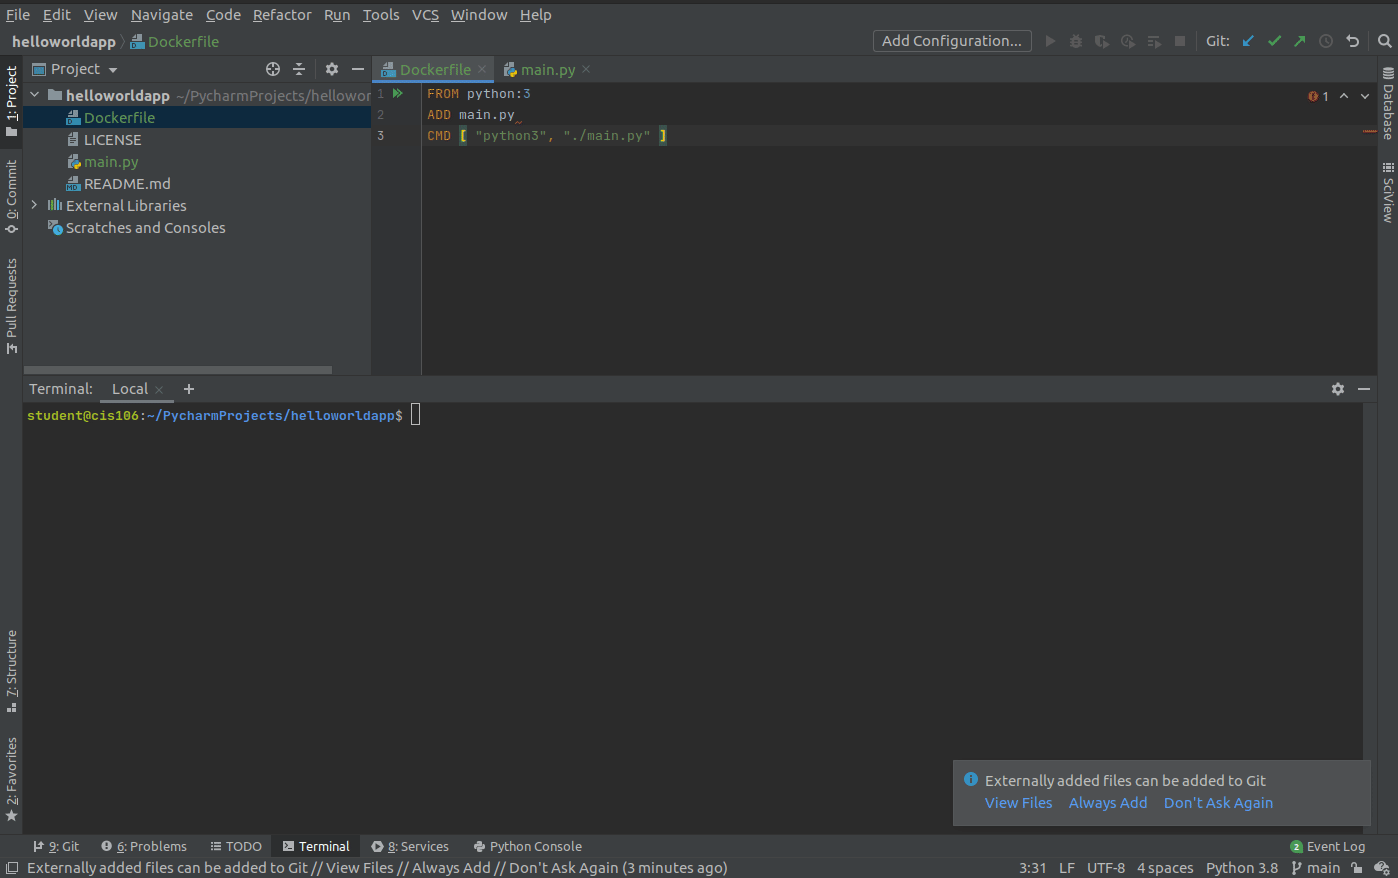 File Edit View Navigate Code Refactor Run Tools VCS Window Help
helloworldapp Dockerfile Add Configuration... Git:
1: Project
0: Commit
Pull Requests
7: Structure
2: Favorites
Project
helloworldapp ~/PycharmProjects/hellowor
Dockerfile
LICENSE
main.py
README.md
External Libraries
Scratches and Consoles
Dockerfile main.py
1 FROM python:3
2 ADD main.py
3 CMD [ "python3", "./main.py" ]
1
Database
SciView
Terminal: Local +
student@cis106:~/PycharmProjects/helloworldapp$
Externally added files can be added to Git
View Files Always Add Don't Ask Again
9: Git 6: Problems TODO Terminal 8: Services Python Console 2 Event Log
Externally added files can be added to Git // View Files // Always Add // Don't Ask Again (3 minutes ago) 3:31 LF UTF-8 4 spaces Python 3.8 main